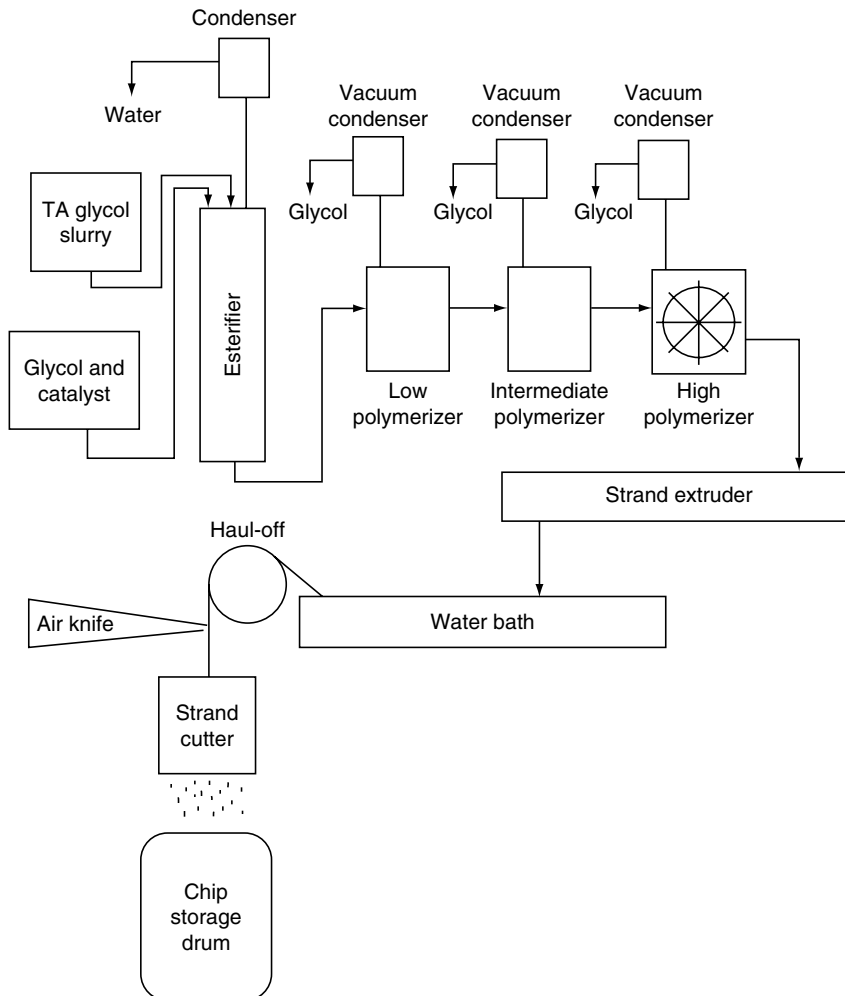 Condenser
Water
Vacuum
condenser
Vacuum
condenser
Vacuum
condenser
Glycol
Glycol
Glycol
TA glycol
slurry
Esterifier
Glycol and
catalyst
Low
polymerizer
Intermediate
polymerizer
High
polymerizer
Strand extruder
Haul-off
Water bath
Air knife
Strand
cutter
Chip
storage
drum